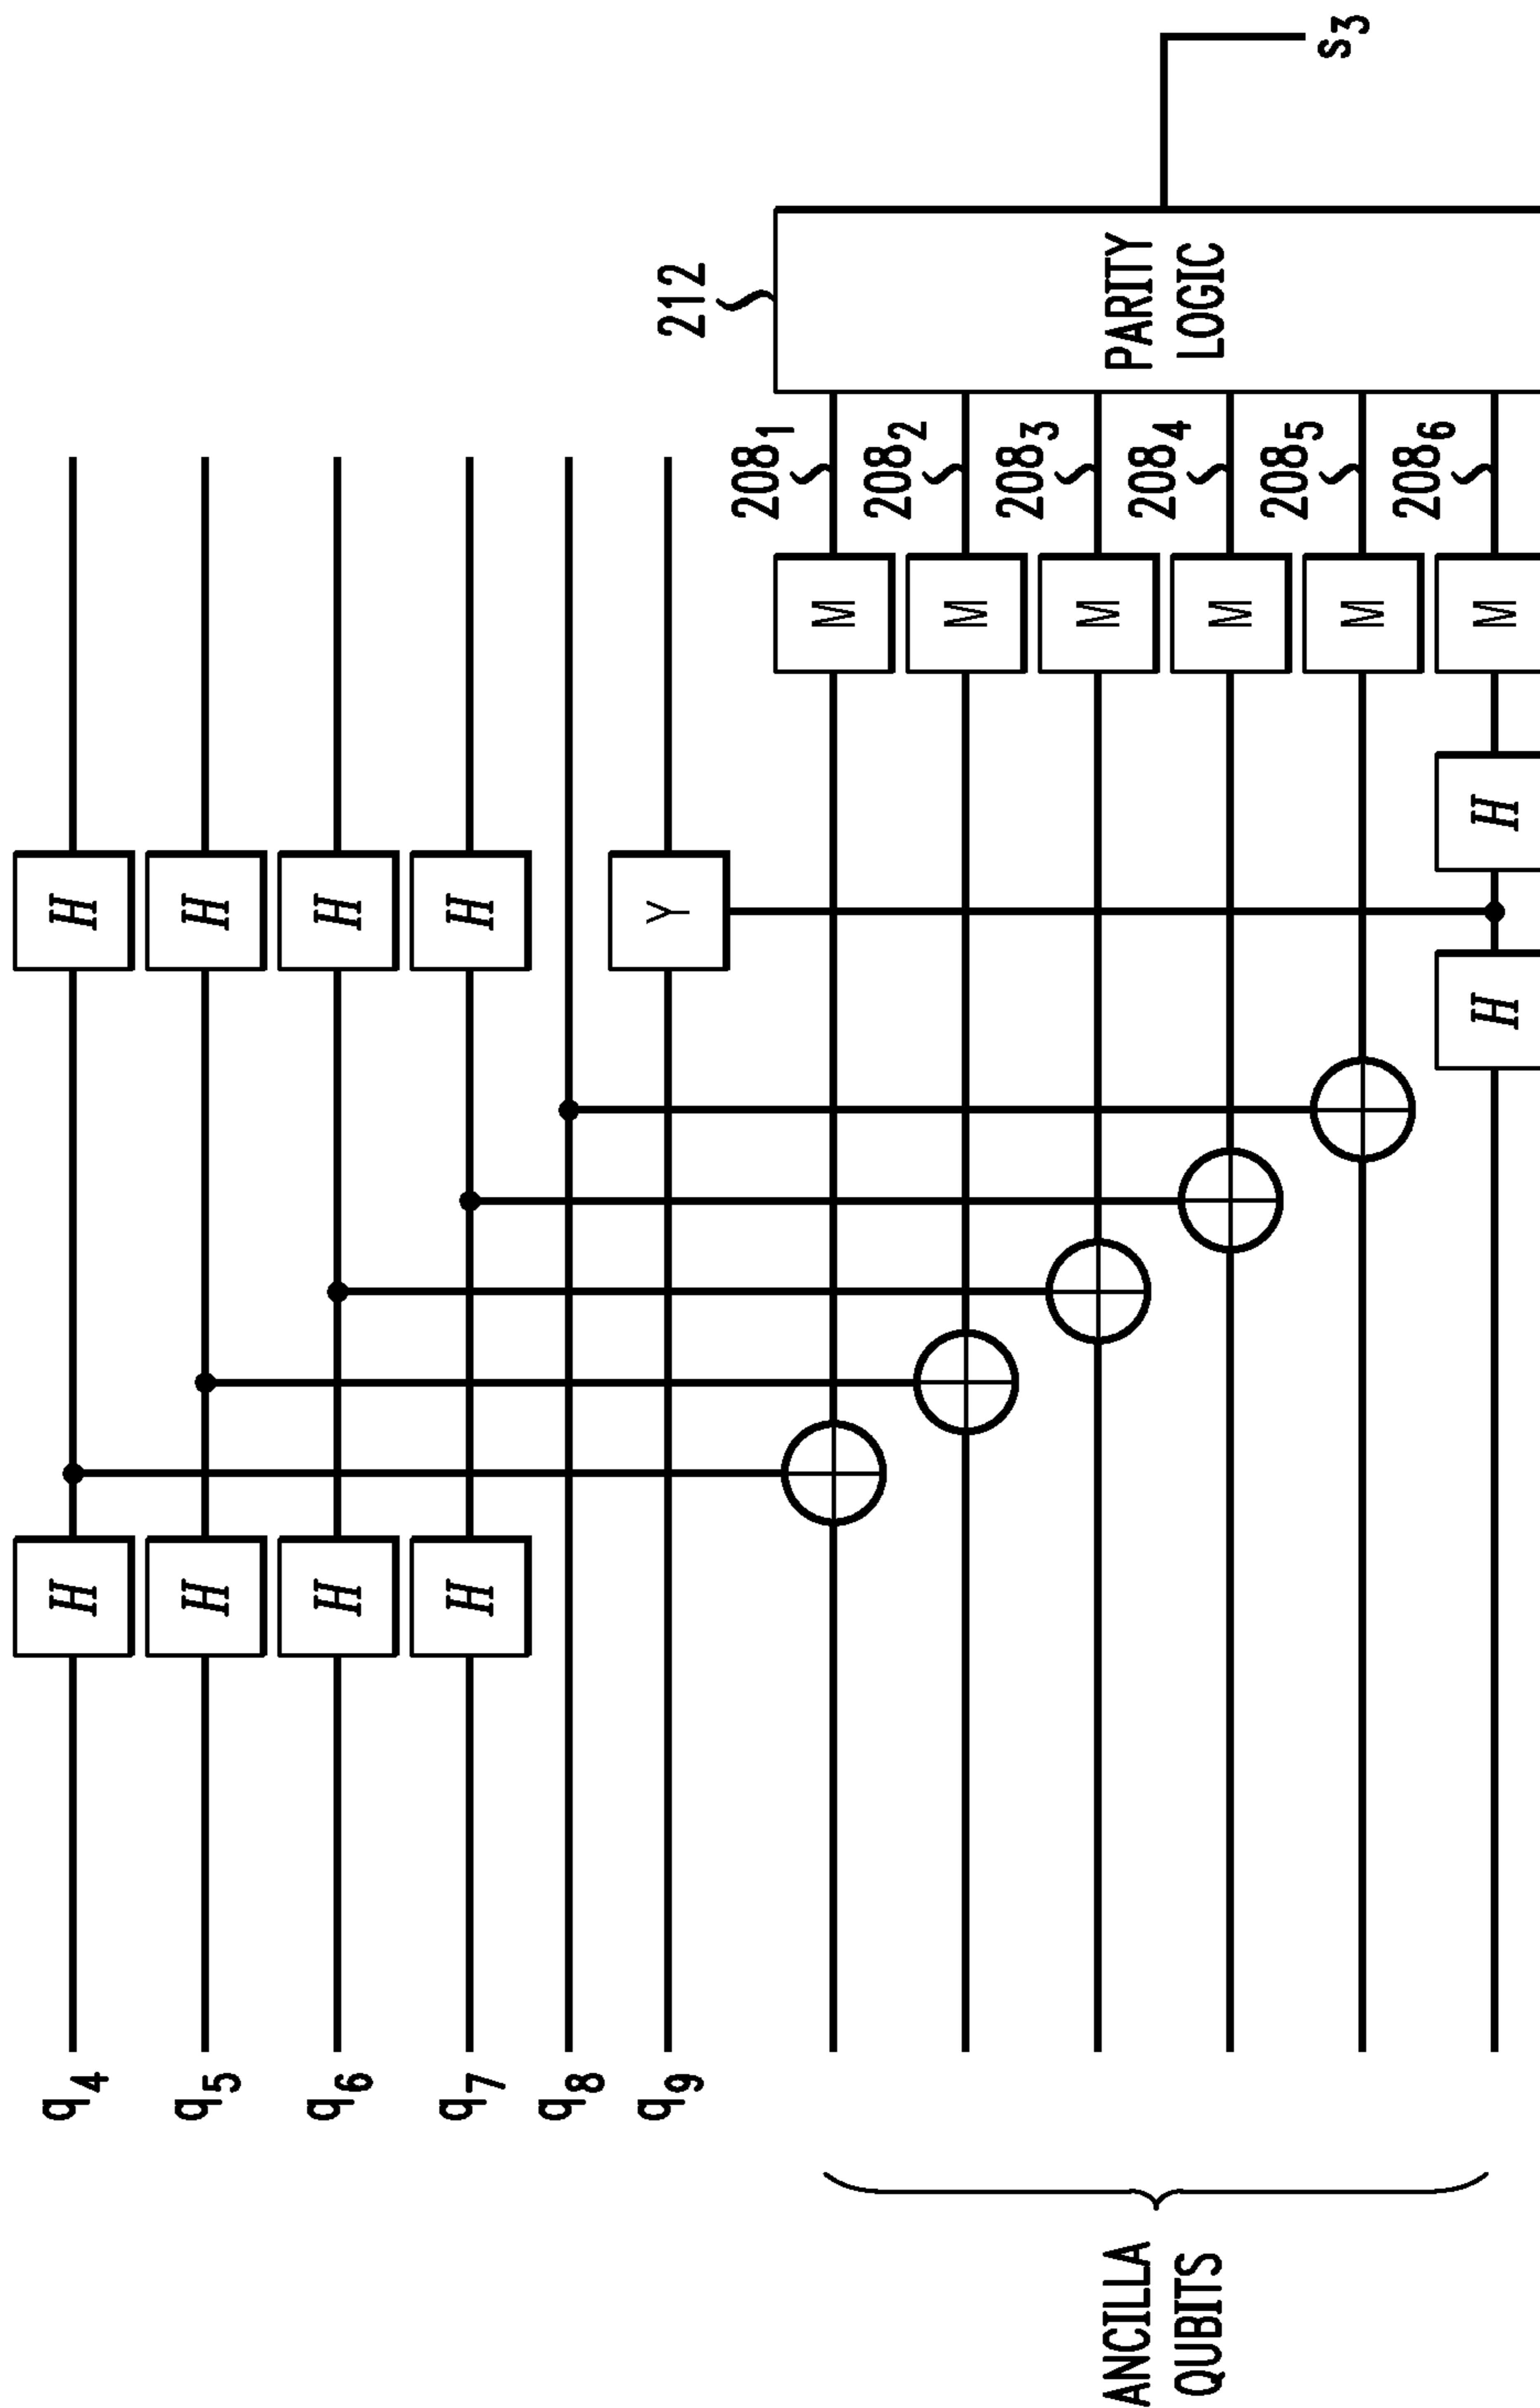 q4
H
H
q5
H
H
q6
H
H
q7
H
H
q8
q9
Y
212
ANCILLA
QUBITS
M
208₁
M
208₂
M
208₃
M
208₄
M
208₅
H
H
M
208₆
PARITY
LOGIC
s3